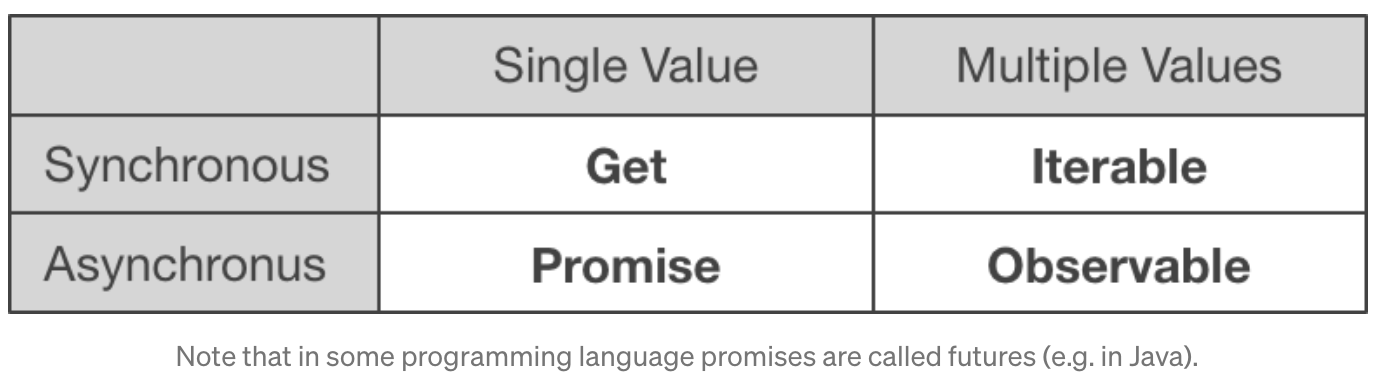 Single Value Multiple Values
Synchronous Get Iterable
Asynchronus Promise Observable
Note that in some programming language promises are called futures (e.g. in Java).